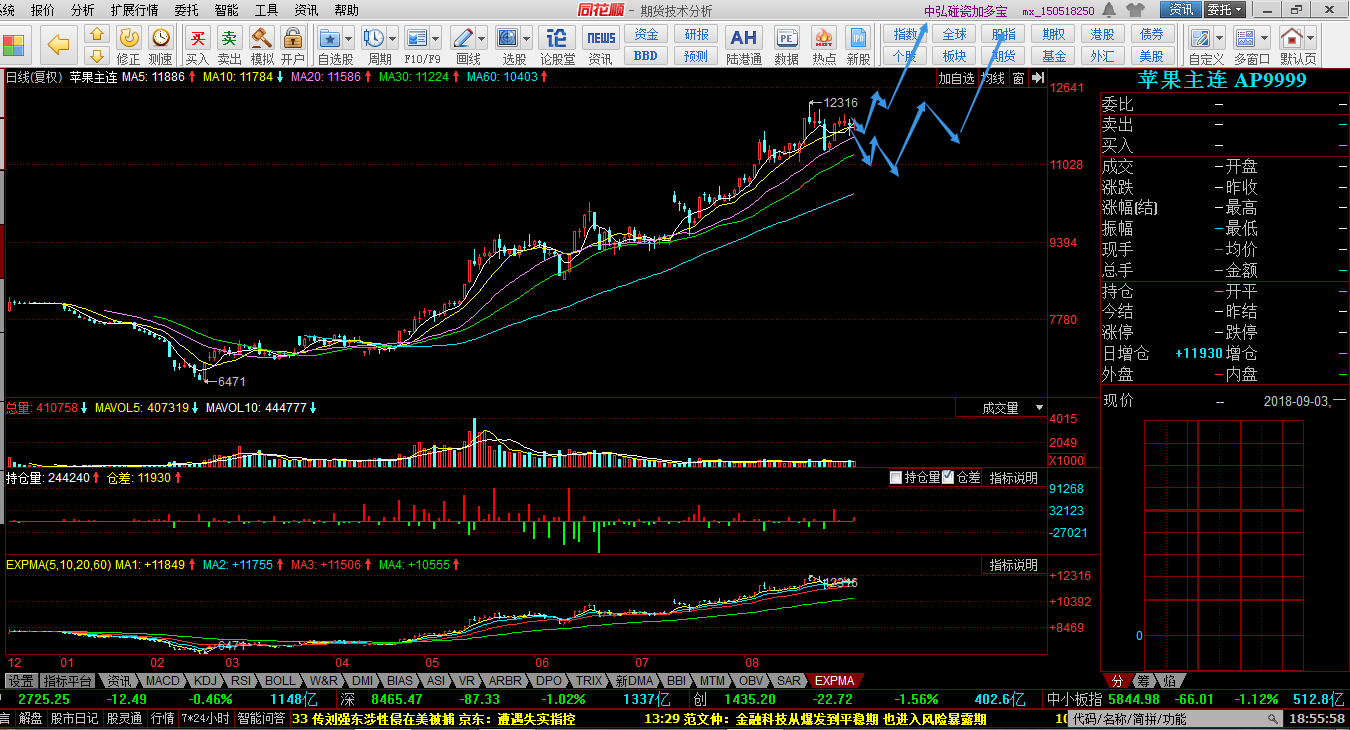 系统 报价 分析 扩展行情 委托 智能 工具 资讯 帮助 同花顺 - 期货技术分析 中弘碰瓷加多宝 mx_150518250 资讯 委托
买 卖 论 NEWS 资金 研报 AH PE HOT IPO 指数 全球 股指 期权 港股 债券
修正 测速 买入 卖出 模拟 开户 自选股 周期 F10/F9 画线 选股 论股堂 资讯 BBD 预测 陆港通 数据 热点 新股 个股 板块 期货 基金 外汇 美股 自定义 多窗口 默认页
日线(复权) 苹果主连 MA5: 11886 MA10: 11784 MA20: 11586 MA30: 11224 MA60: 10403 加自选 均线 窗
12641
12316
11028
9394
7780
6471
总量: 410758 MAVOL5: 407319 MAVOL10: 444777 成交量
4015
2049
X1000
持仓量: 244240 仓差: 11930 持仓量 仓差 指标说明
91268
32123
-27021
EXPMA(5,10,20,60) MA1: +11849 MA2: +11755 MA3: +11506 MA4: +10555 指标说明
12316
+12316
+10392
+8469
6471
12 01 02 03 04 05 06 07 08
设置 指标平台 资讯 MACD KDJ RSI BOLL W&R DMI BIAS ASI VR ARBR DPO TRIX 新DMA BBI MTM OBV SAR EXPMA
苹果主连 AP9999
委比 – –
卖出 – –
买入 – –
成交 – 开盘 –
涨跌 – 昨收 –
涨幅(结) – 最高 –
振幅 – 最低 –
现手 – 均价 –
总手 – 金额 –
持仓 – 开平 –
今结 – 昨结 –
涨停 – 跌停 –
日增仓 +11930 增仓 –
外盘 – 内盘 –
现价 -- 2018-09-03,一
0
分 筹 焰
2725.25 -12.49 -0.46% 1148亿 深 8465.47 -87.33 -1.02% 1337亿 创 1435.20 -22.72 -1.56% 402.6亿 中小板指 5844.98 -66.01 -1.12% 512.8亿
言 解盘 股市日记 股灵通 行情 7*24小时 智能问答 33 传刘强东涉性侵在美被捕 京东：遭遇失实指控 13:29 范文仲：金融科技从爆发到平稳期 也进入风险暴露期 10 代码/名称/简拼/功能 18:55:58